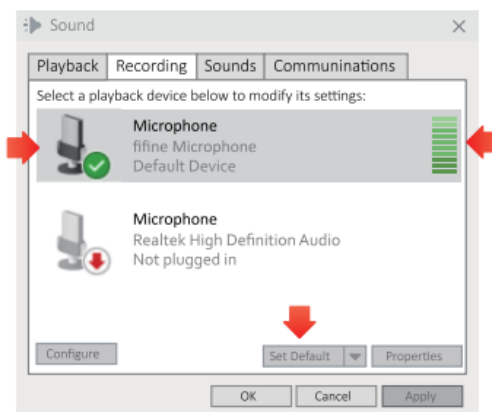 Sound
Playback Recording Sounds Communinations
Select a playback device below to modify its settings:
Microphone
fifine Microphone
Default Device
Microphone
Realtek High Definition Audio
Not plugged in
Configure Set Default Properties
OK Cancel Apply